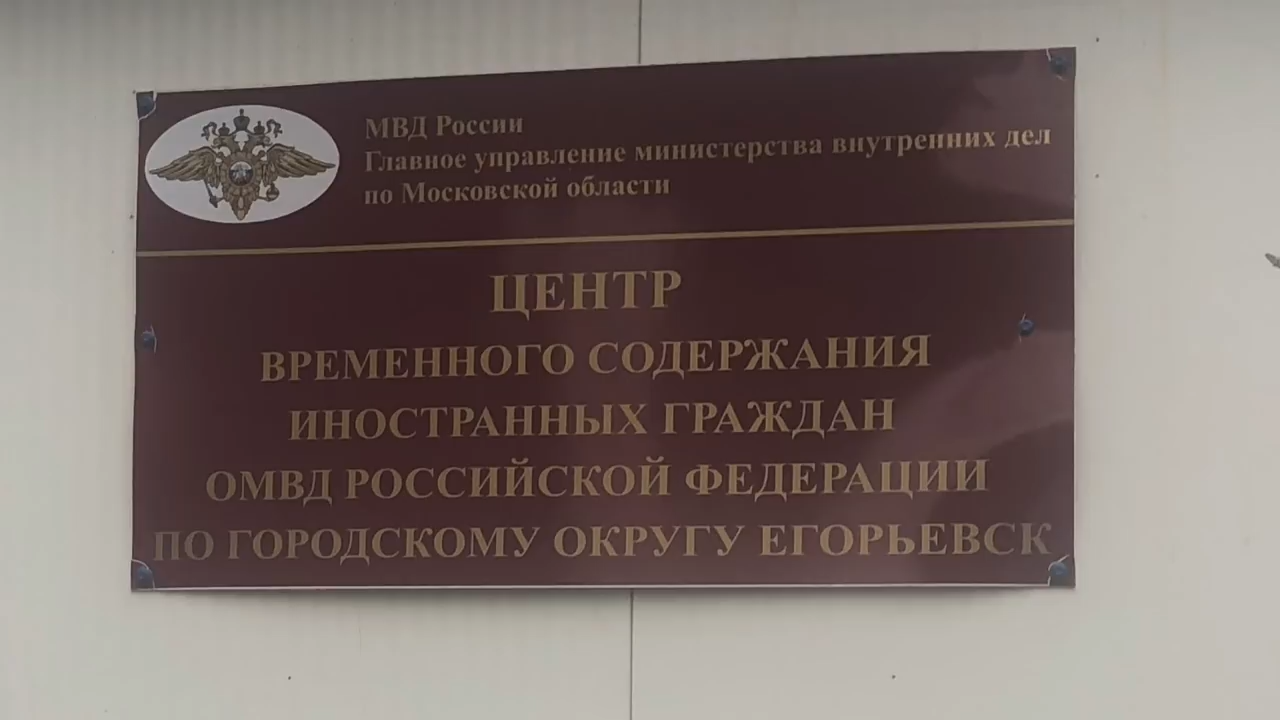 МВД России
Главное управление министерства внутренних дел
по Московской области
ЦЕНТР
ВРЕМЕННОГО СОДЕРЖАНИЯ
ИНОСТРАННЫХ ГРАЖДАН
ОМВД РОССИЙСКОЙ ФЕДЕРАЦИИ
ПО ГОРОДСКОМУ ОКРУГУ ЕГОРЬЕВСК